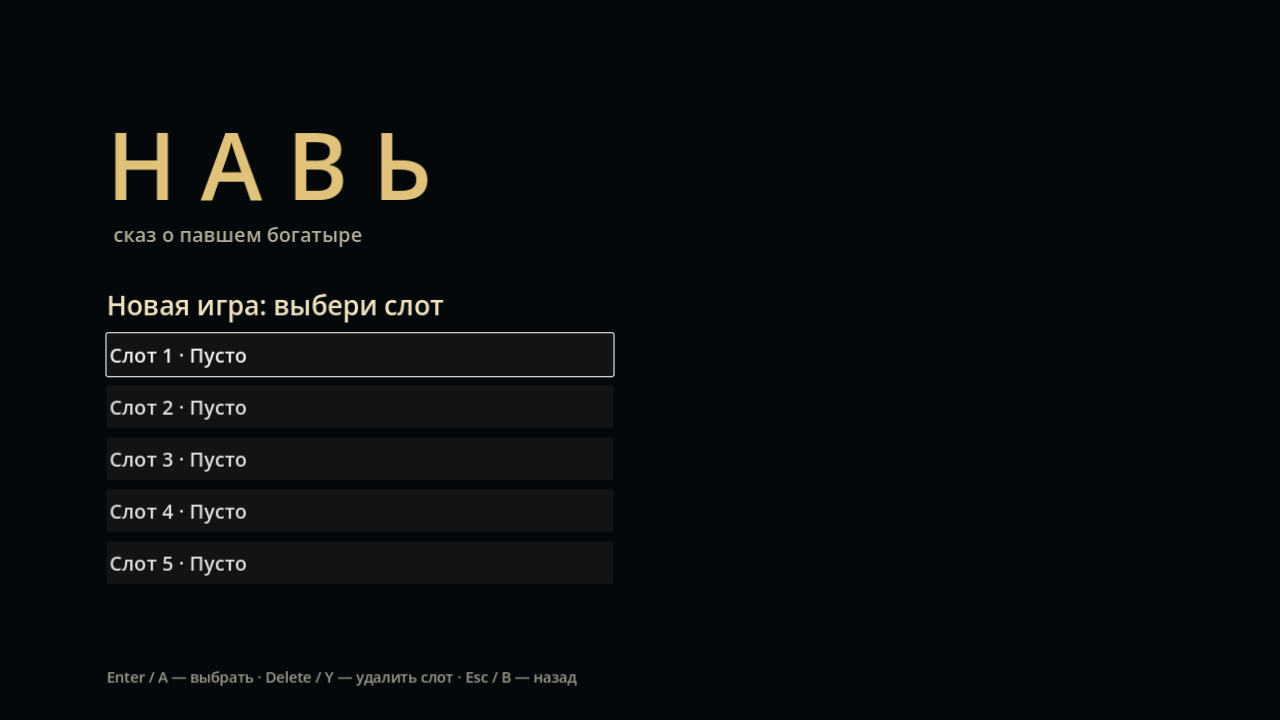 НАВЬ
сказ о павшем богатыре
Новая игра: выбери слот
Слот 1 · Пусто
Слот 2 · Пусто
Слот 3 · Пусто
Слот 4 · Пусто
Слот 5 · Пусто
Enter / A — выбрать · Delete / Y — удалить слот · Esc / B — назад